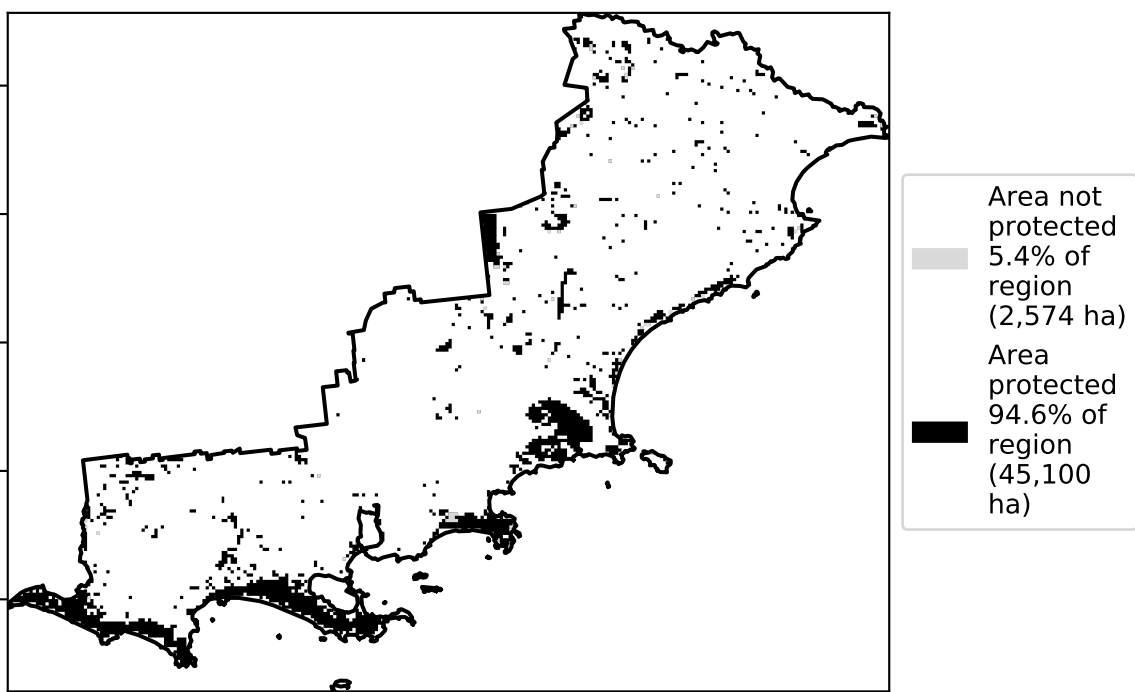 Area not
protected
5.4% of
region
(2,574 ha)
Area
protected
94.6% of
region
(45,100
ha)